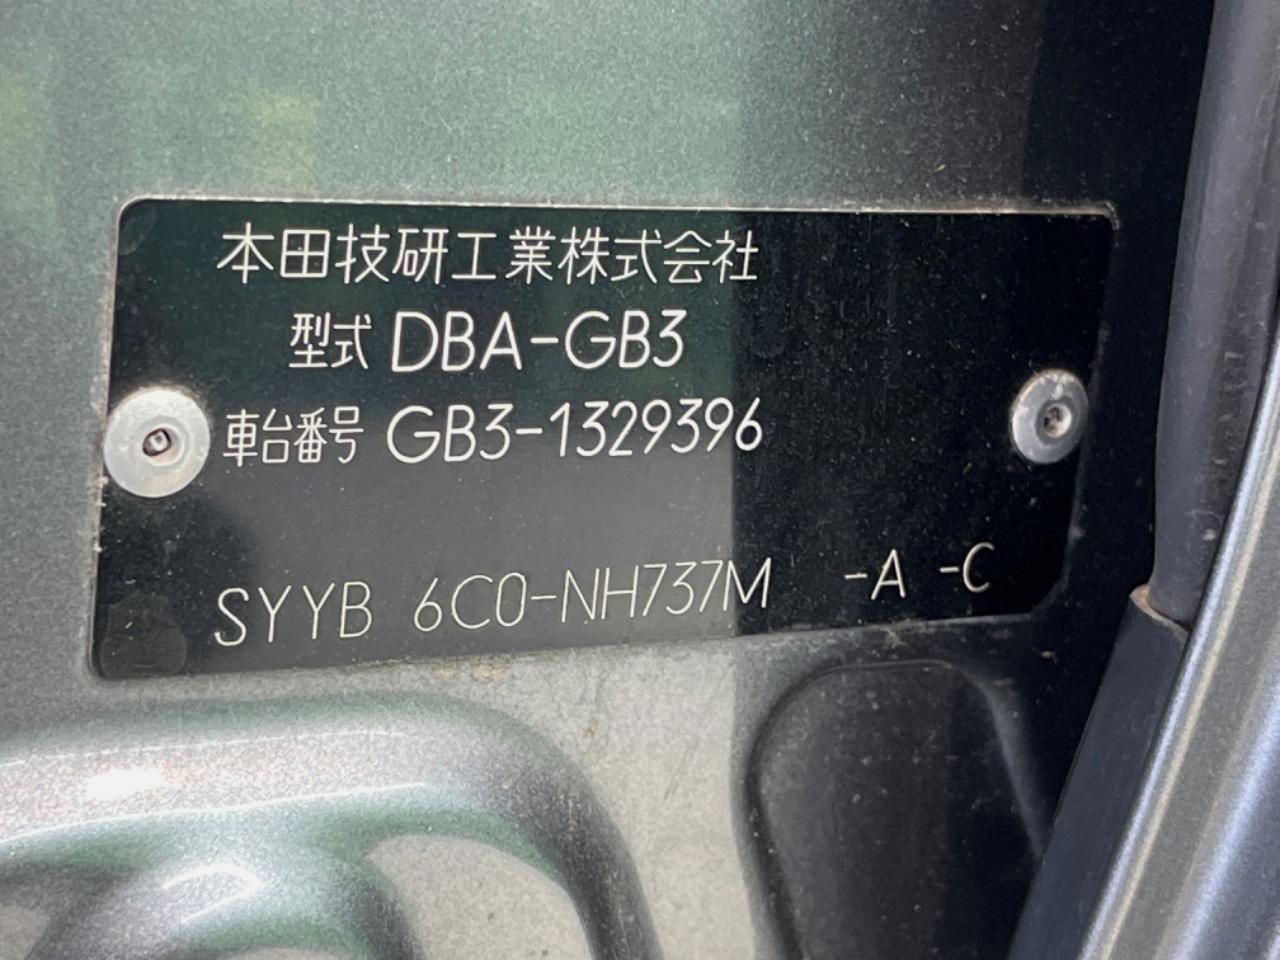 本田技研工業株式会社
型式 DBA-GB3
車台番号 GB3-1329396
SYYB 6C0-NH737M -A -C